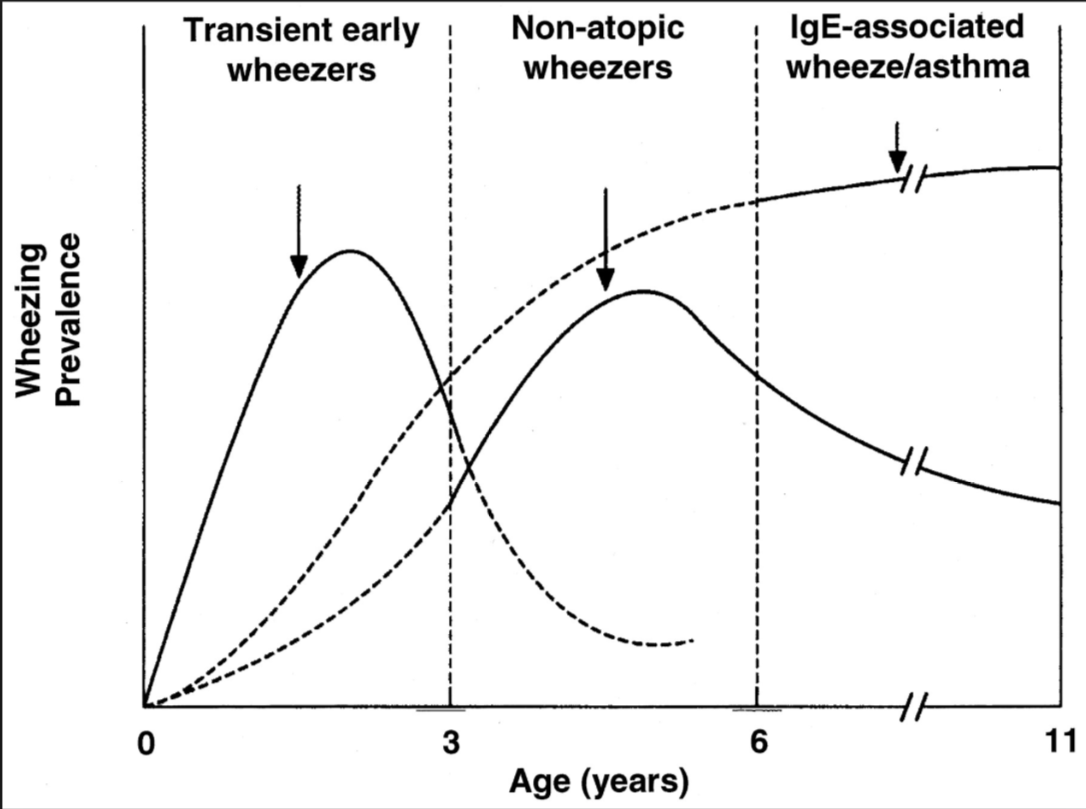 Transient early
wheezers
Non-atopic
wheezers
IgE-associated
wheeze/asthma
Wheezing
Prevalence
0
3
6
11
Age (years)